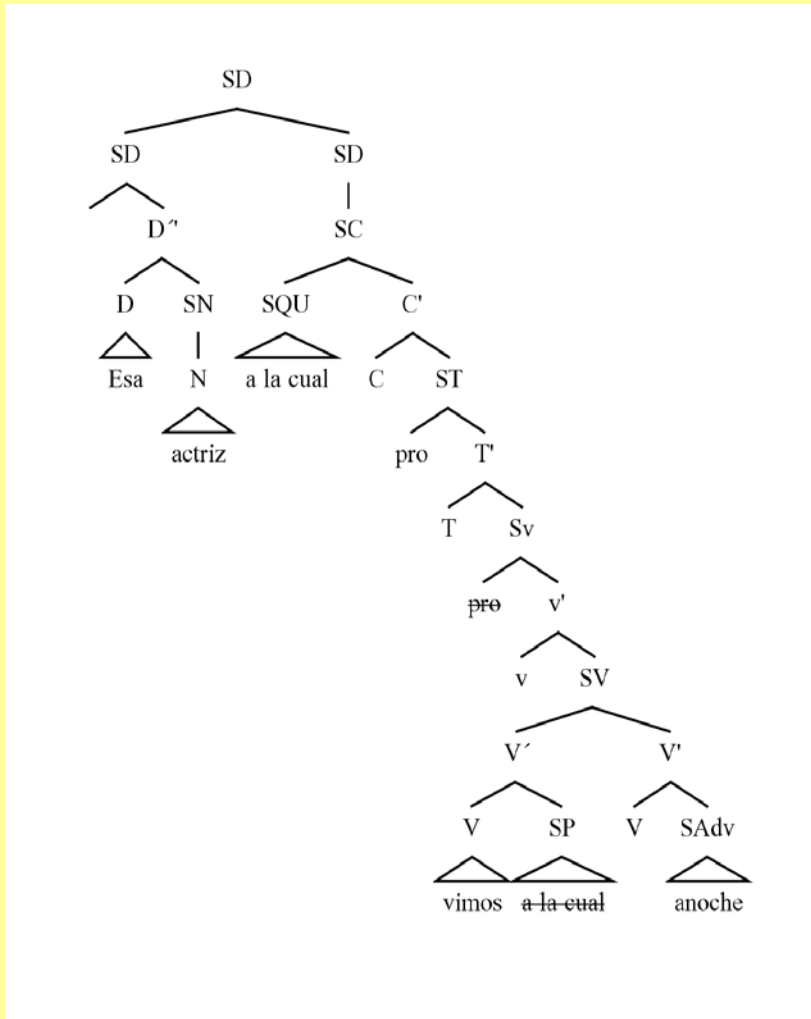 SD
SD SD
D´' SC
D SN SQU C'
Esa N a la cual C ST
actriz pro T'
T Sv
pro v'
v SV
V´ V'
V SP V SAdv
vimos a la cual anoche